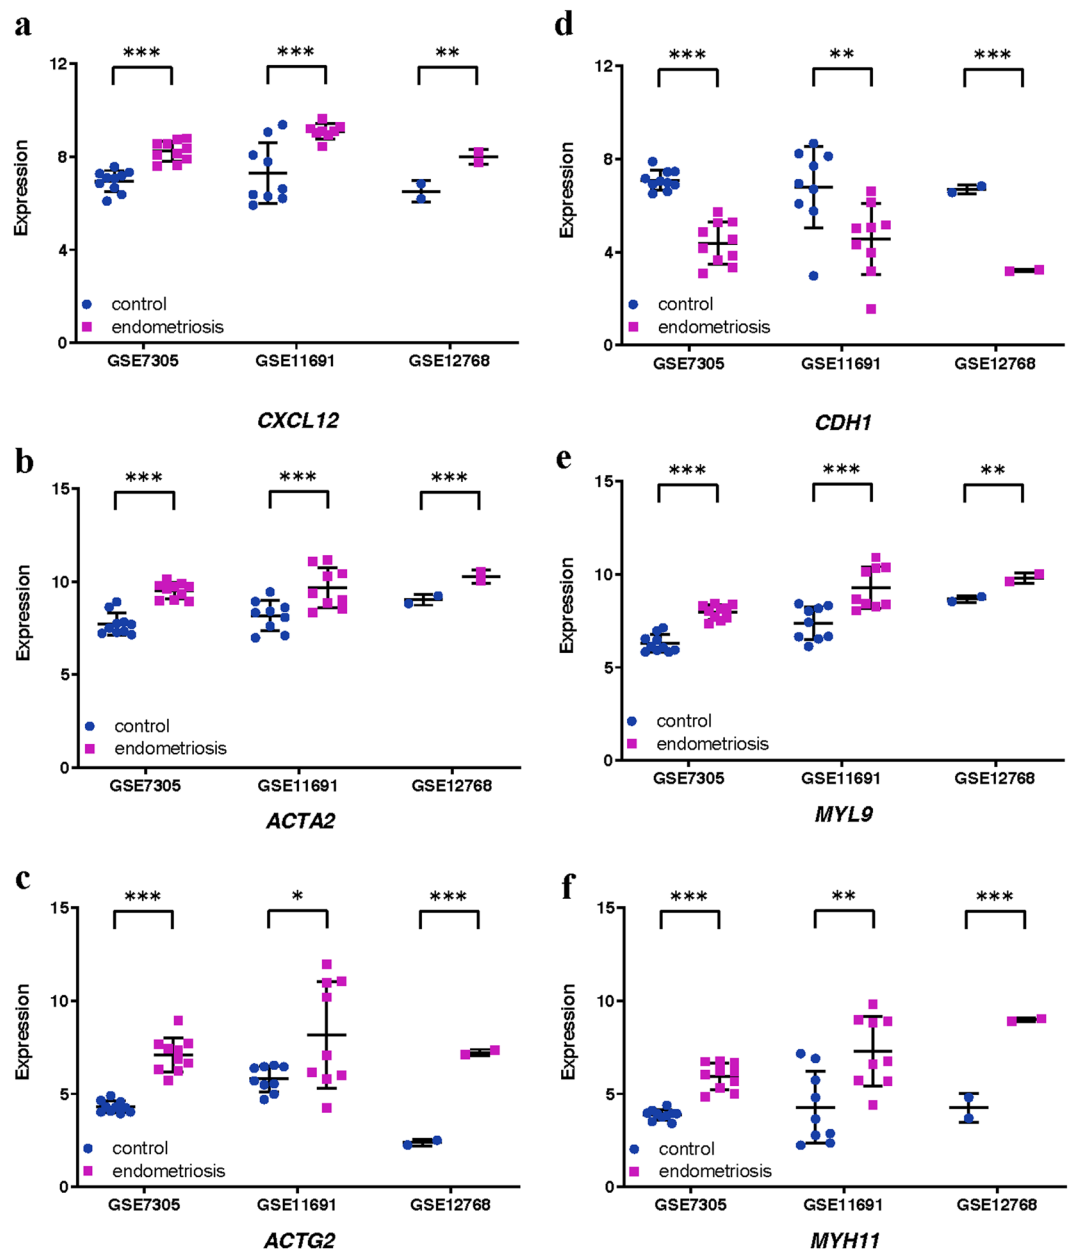 a
*** *** **
12
8
4
0
Expression
control
endometriosis
GSE7305 GSE11691 GSE12768
CXCL12
d
*** ** ***
12
8
4
0
Expression
control
endometriosis
GSE7305 GSE11691 GSE12768
CDH1
b
*** *** ***
15
10
5
0
Expression
control
endometriosis
GSE7305 GSE11691 GSE12768
ACTA2
e
*** *** **
15
10
5
0
Expression
control
endometriosis
GSE7305 GSE11691 GSE12768
MYL9
c
*** * ***
15
10
5
0
Expression
control
endometriosis
GSE7305 GSE11691 GSE12768
ACTG2
f
*** ** ***
15
10
5
0
Expression
control
endometriosis
GSE7305 GSE11691 GSE12768
MYH11